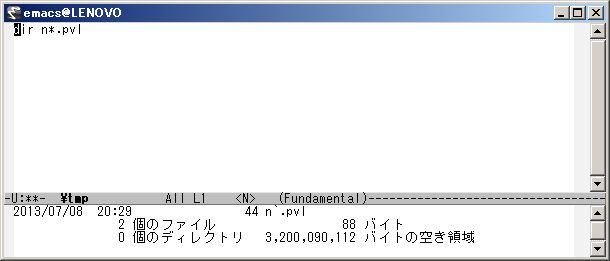 emacs@LENOVO
dir n*.pvl
-U:**-  ¥tmp            All L1    <N>   (Fundamental)-----------------------------------
2013/07/08  20:29                44 n`.pvl
2 個のファイル                  88 バイト
0 個のディレクトリ   3,200,090,112 バイトの空き領域